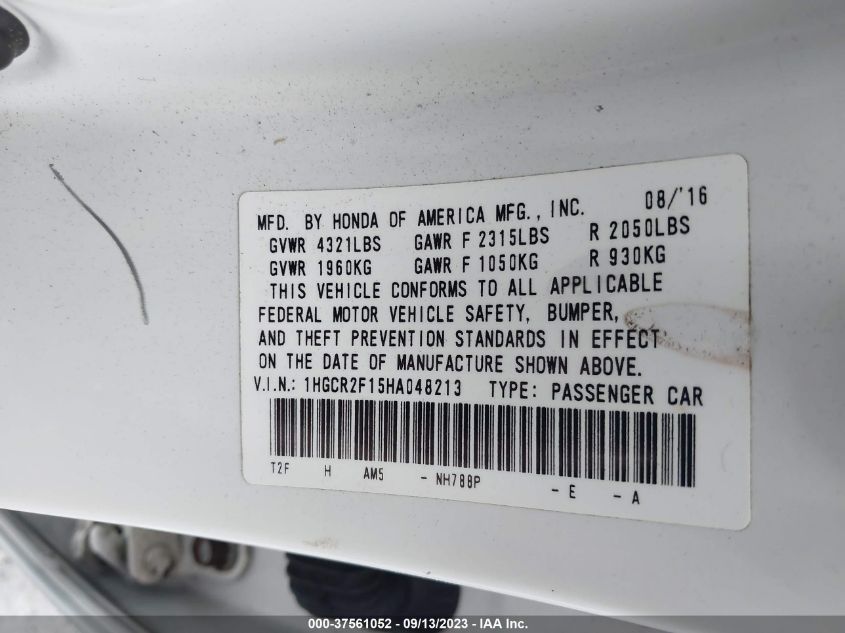 MFD. BY HONDA OF AMERICA MFG., INC. 08/'16
GVWR 4321LBS GAWR F 2315LBS R 2050LBS
GVWR 1960KG GAWR F 1050KG R 930KG
THIS VEHICLE CONFORMS TO ALL APPLICABLE
FEDERAL MOTOR VEHICLE SAFETY, BUMPER,
AND THEFT PREVENTION STANDARDS IN EFFECT
ON THE DATE OF MANUFACTURE SHOWN ABOVE.
V.I.N.: 1HGCR2F15HA048213 TYPE: PASSENGER CAR
T2F H AM5 - NH788P - E - A
000-37561052 - 09/13/2023 - IAA Inc.